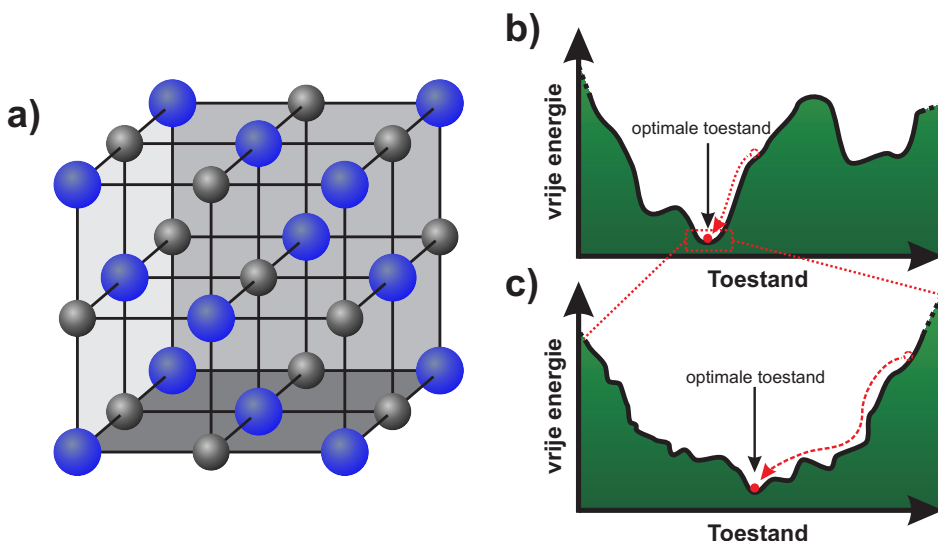 a)
b)
vrije energie
optimale toestand
Toestand
c)
vrije energie
optimale toestand
Toestand